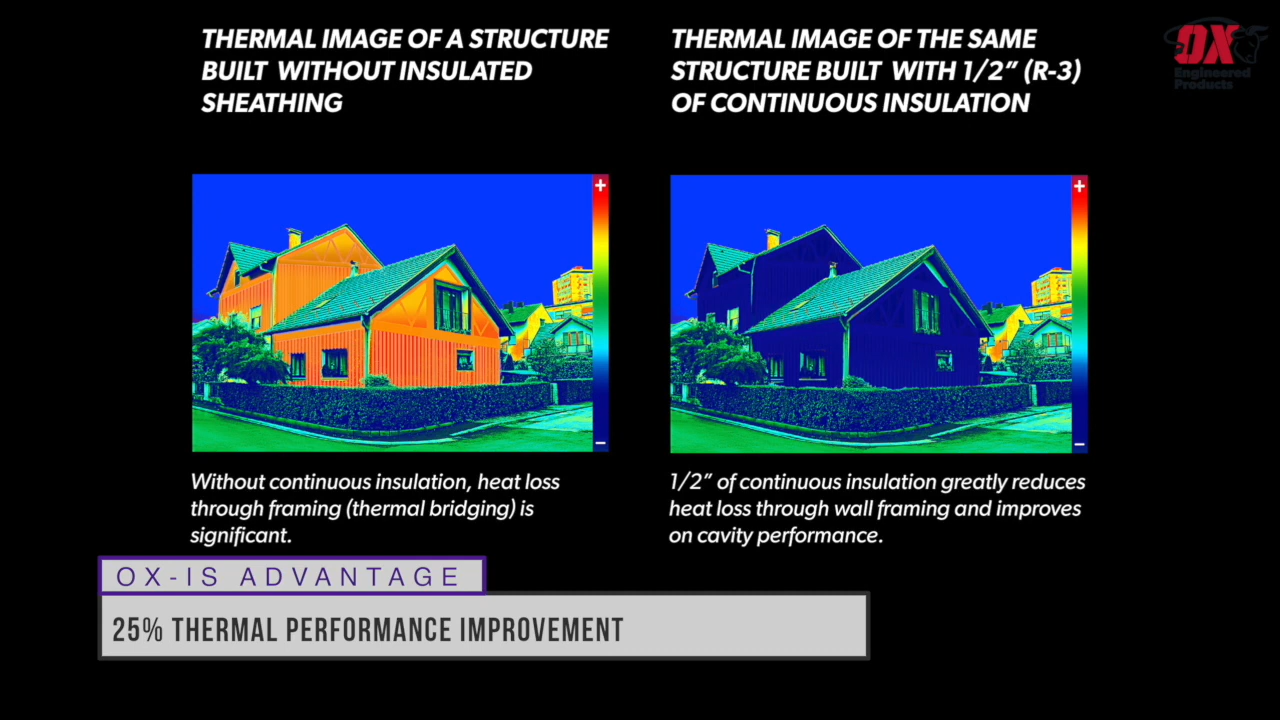 THERMAL IMAGE OF A STRUCTURE
BUILT WITHOUT INSULATED
SHEATHING
THERMAL IMAGE OF THE SAME
STRUCTURE BUILT WITH 1/2” (R-3)
OF CONTINUOUS INSULATION
OX
Engineered
Products
+
–
+
–
Without continuous insulation, heat loss
through framing (thermal bridging) is
significant.
1/2” of continuous insulation greatly reduces
heat loss through wall framing and improves
on cavity performance.
OX-IS ADVANTAGE
25% THERMAL PERFORMANCE IMPROVEMENT